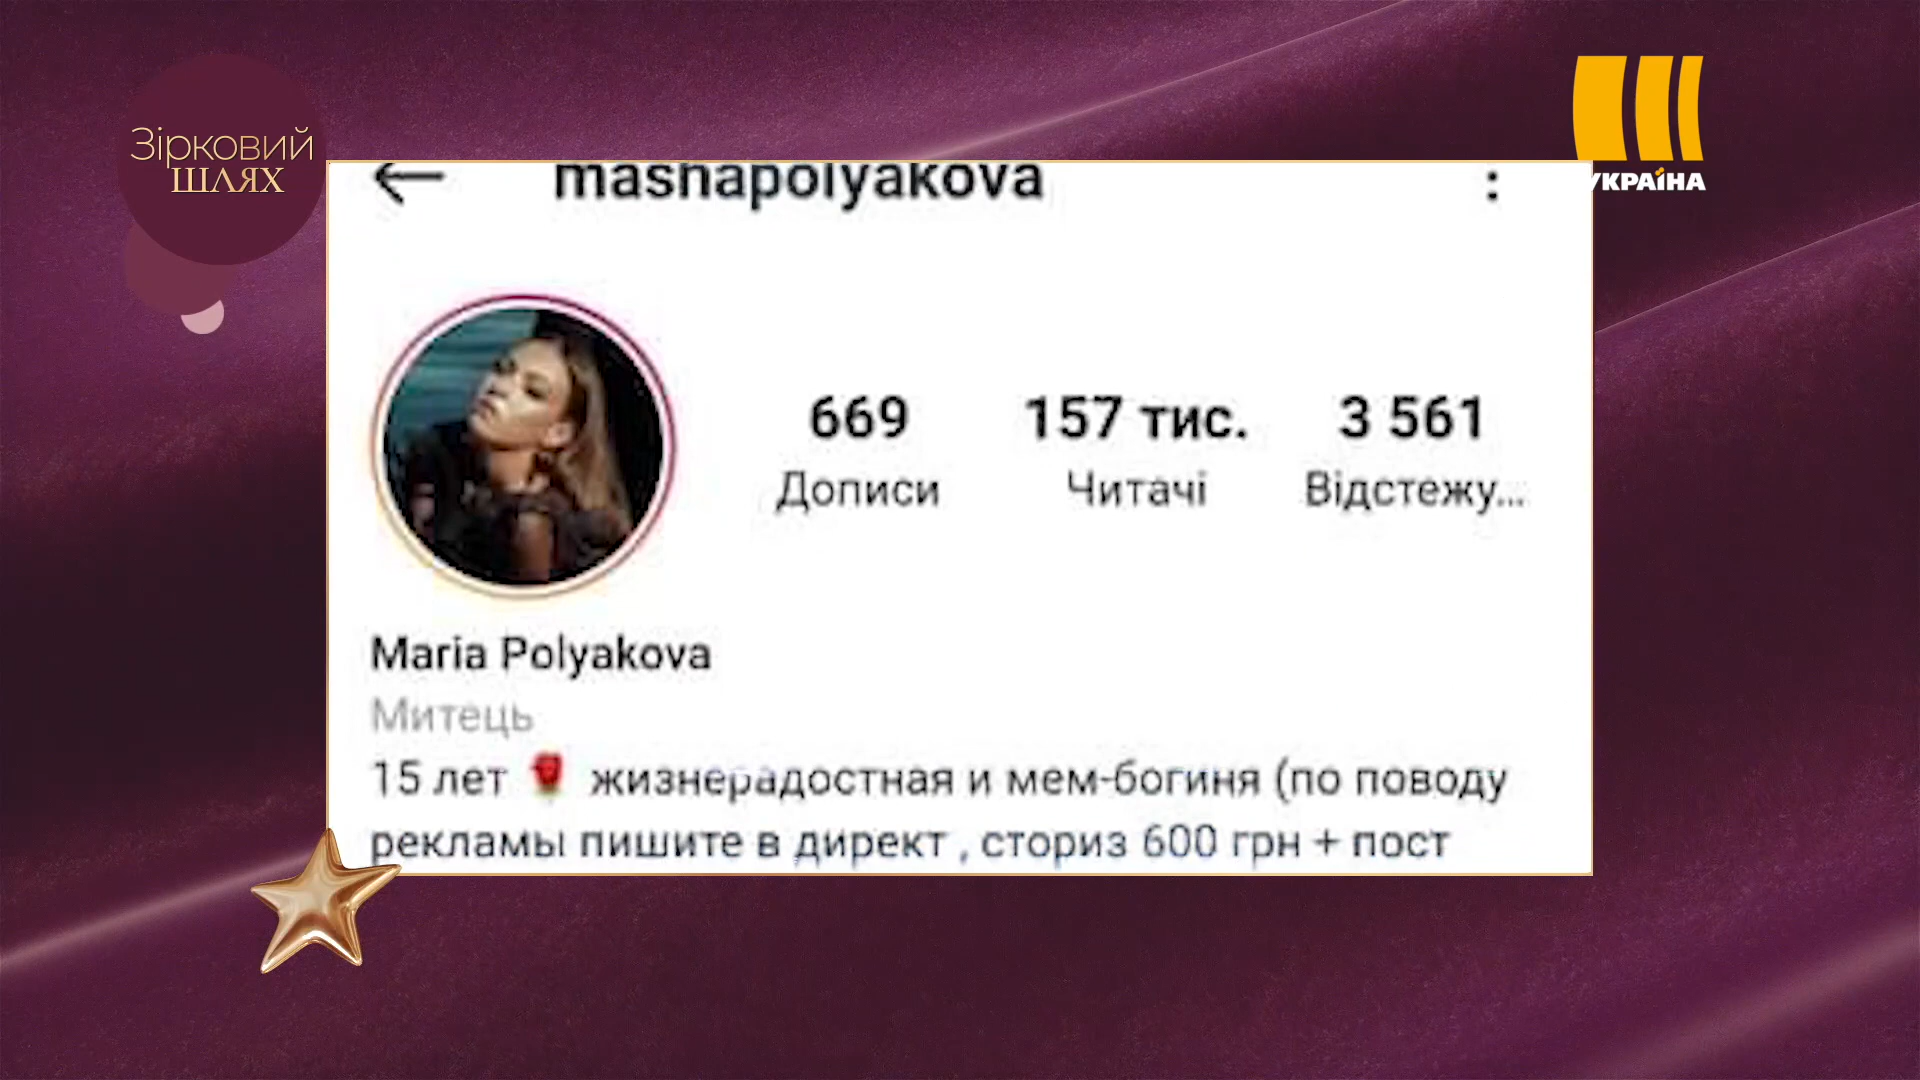 Зірковий
ШЛЯХ
УКРАЇНА
mashapolyakova
669
157 тис.
3 561
Дописи
Читачі
Відстежу...
Maria Polyakova
Митець
15 лет 🌹 жизнерадостная и мем-богиня (по поводу
рекламы пишите в директ , сториз 600 грн + пост